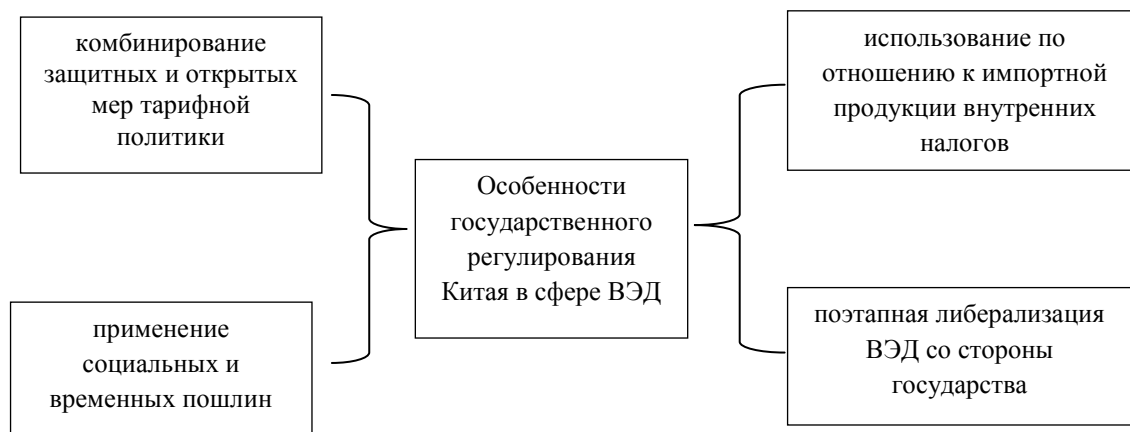 комбинирование
защитных и открытых
мер тарифной
политики
использование по
отношению к импортной
продукции внутренних
налогов
Особенности
государственного
регулирования
Китая в сфере ВЭД
применение
социальных и
временных пошлин
поэтапная либерализация
ВЭД со стороны
государства